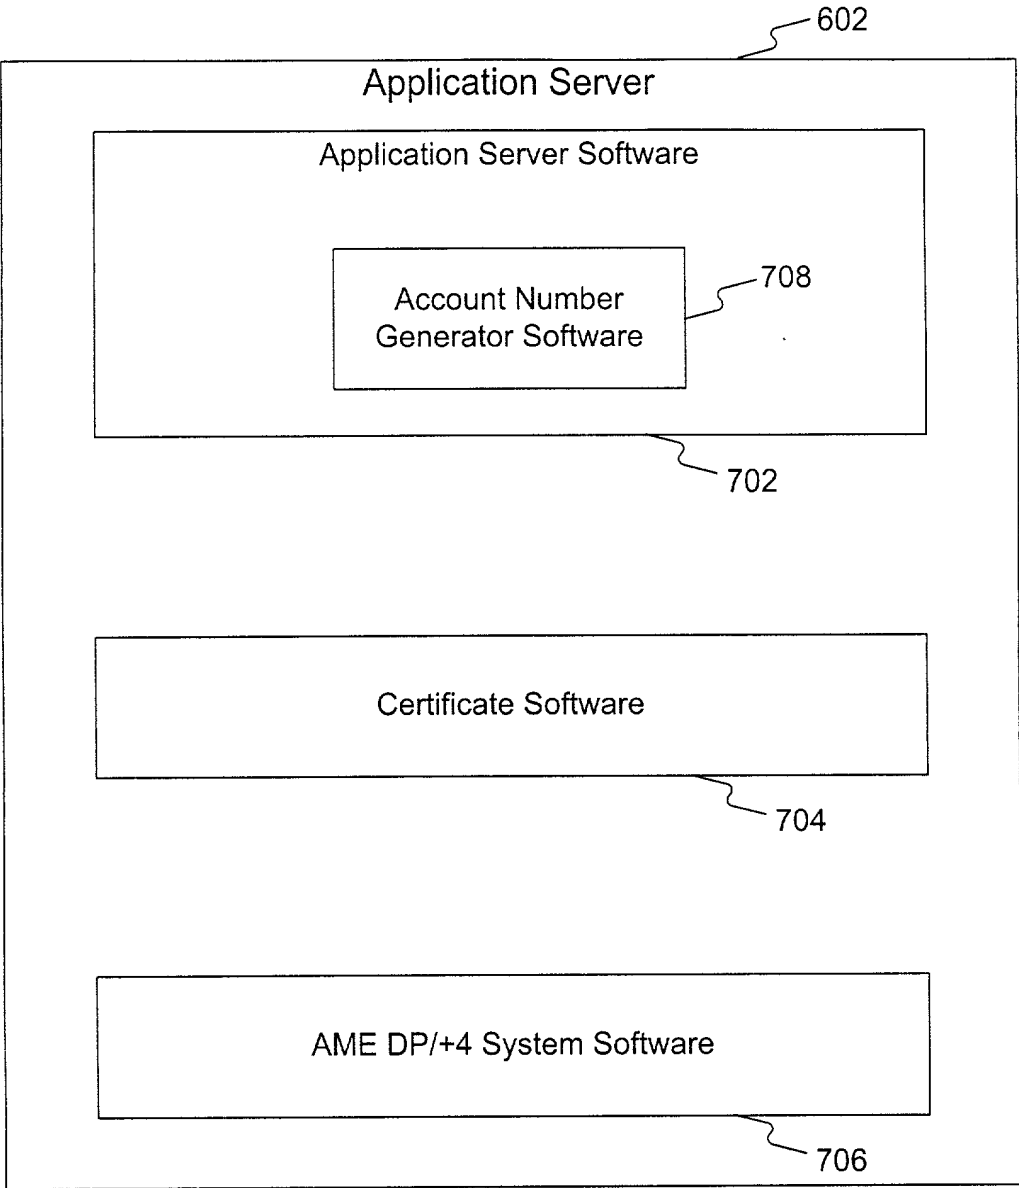 602
Application Server
Application Server Software
Account Number
Generator Software
708
702
Certificate Software
704
AME DP/+4 System Software
706